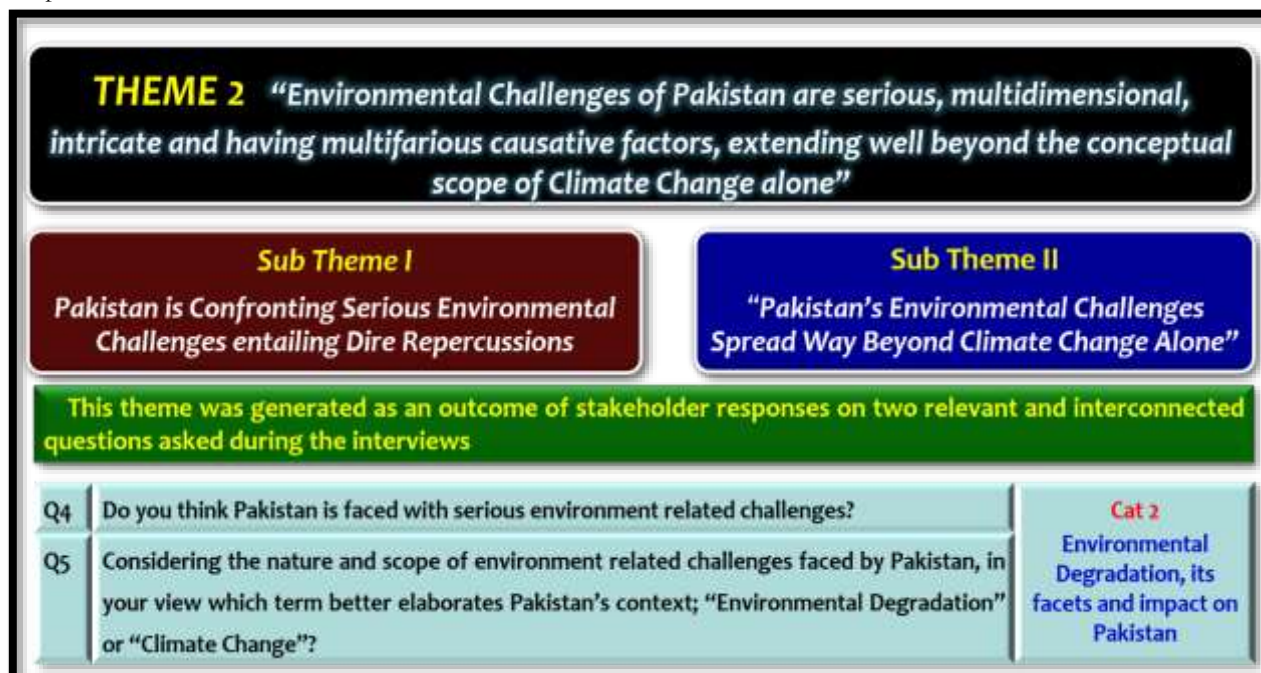 THEME 2 “Environmental Challenges of Pakistan are serious, multidimensional,
intricate and having multifarious causative factors, extending well beyond the conceptual
scope of Climate Change alone”
Sub Theme I
Pakistan is Confronting Serious Environmental
Challenges entailing Dire Repercussions
Sub Theme II
“Pakistan’s Environmental Challenges
Spread Way Beyond Climate Change Alone”
This theme was generated as an outcome of stakeholder responses on two relevant and interconnected
questions asked during the interviews
Q4 Do you think Pakistan is faced with serious environment related challenges?
Q5 Considering the nature and scope of environment related challenges faced by Pakistan, in
your view which term better elaborates Pakistan’s context; “Environmental Degradation”
or “Climate Change”?
Cat 2
Environmental
Degradation, its
facets and impact on
Pakistan